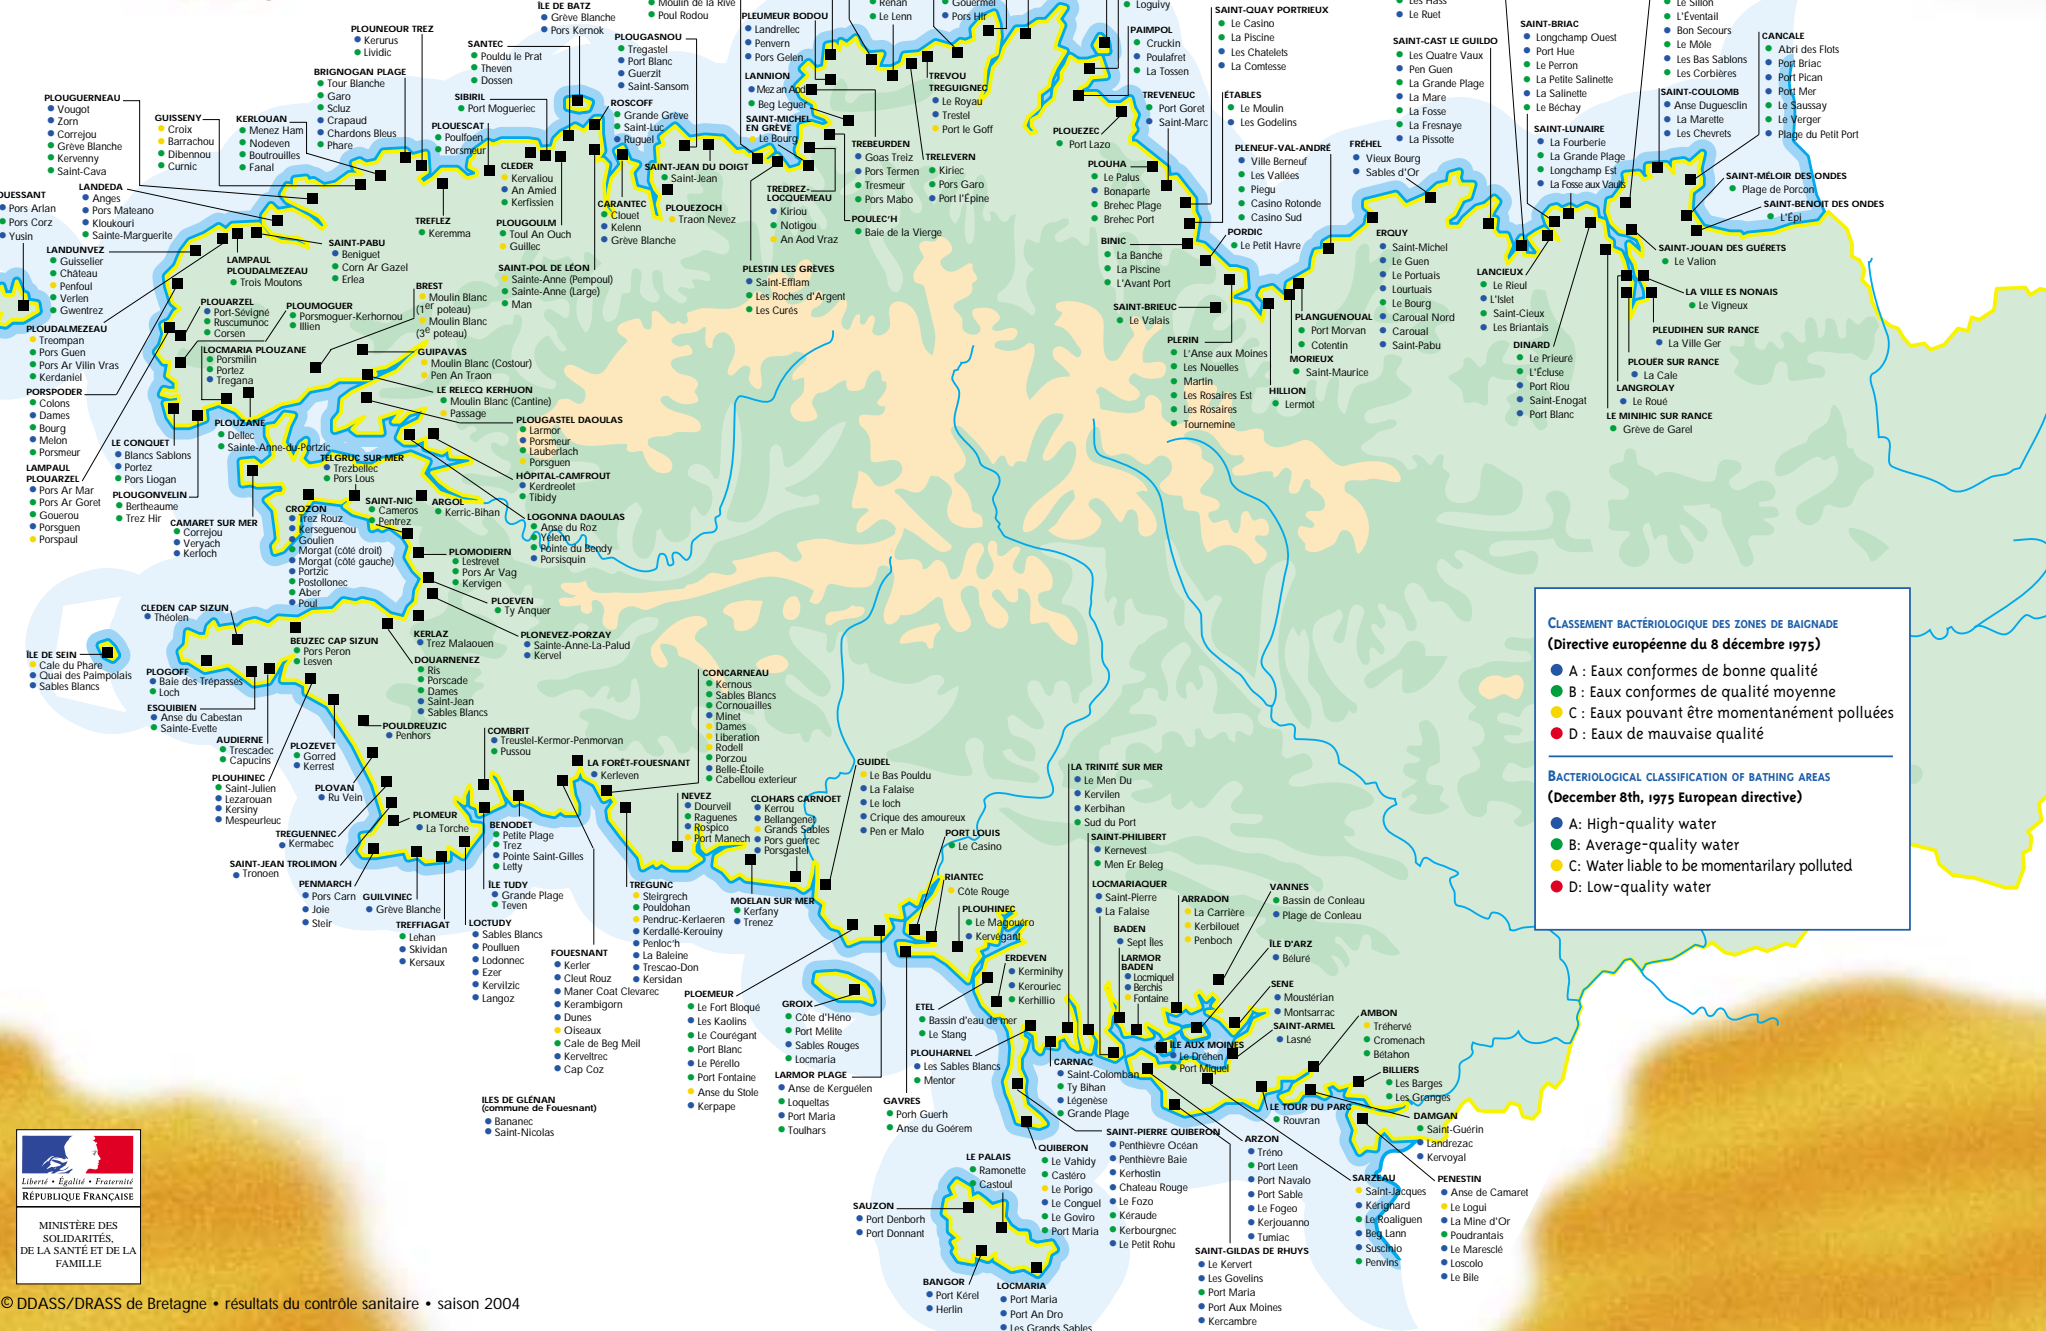 ÎLE DE BATZ
Grève Blanche
Pors Kernok
Moulin de la Rive
Poul Rodou
PLOUNEOUR TREZ
Kerurus
Lividic
SANTEC
Pouldu le Prat
Theven
Dossen
PLOUGASNOU
Tregastel
Port Blanc
Guerzit
Saint-Samson
PLEUMEUR BODOU
Landrellec
Penvern
Pors Gelen
Renan
Le Lenn
Gourmel
Pors Hir
Loguivy
SAINT-QUAY PORTRIEUX
Le Casino
La Piscine
Les Chatelets
La Comtesse
PAIMPOL
Cruckin
Poulafret
La Tossen
Le Ruet
SAINT-CAST LE GUILDO
Les Quatre Vaux
Pen Guen
La Grande Plage
La Mare
La Fosse
La Fresnaye
La Pissotte
SAINT-BRIAC
Longchamp Ouest
Port Hue
Le Perron
La Petite Salinette
La Salinette
Le Béchay
Le Sillon
L'Éventail
Bon Secours
Le Môle
Les Bas Sablons
Les Corbières
CANCALE
Abri des Flots
Port Briac
Port Pican
Port Mer
Le Saussay
Le Verger
Plage du Petit Port
BRIGNOGAN PLAGE
Tour Blanche
Garo
Scluz
Crapaud
Chardons Bleus
Phare
SIBIRIL
Port Mogueriec
ROSCOFF
Grande Grève
Saint-Luc
Ruguel
LANNION
Mez an Aod
Beg Leguer
SAINT-MICHEL
EN GRÈVE
Le Bourg
TREVOU
TREGUIGNEC
Le Royau
Trestel
Port le Goff
PLOUEZEC
Port Lazo
TREVENEUC
Port Goret
Saint-Marc
ÉTABLES
Le Moulin
Les Godelins
SAINT-COULOMB
Anse Duguesclin
La Marette
Les Chevrets
SAINT-LUNAIRE
La Fourberie
La Grande Plage
Longchamp Est
La Fosse aux Vaults
PLOUGUERNEAU
Vougot
Zorn
Correjou
Grève Blanche
Kervenny
Saint-Cava
GUISSENY
Croix
Barrachou
Dibennou
Curnic
KERLOUAN
Menez Ham
Nodeven
Boutrouilles
Fanal
PLOUESCAT
Poulfoen
Porsmeur
CLEDER
Kervaliou
An Amied
Kerfissien
SAINT-JEAN DU DOIGT
Saint-Jean
TREBEURDEN
Goas Treiz
Pors Termen
Tresmeur
Pors Mabo
TRELEVERN
Kiriec
Pors Garo
Port l'Épine
PLOUHA
Le Palus
Bonaparte
Brehec Plage
Brehec Port
PLENEUF-VAL-ANDRÉ
Ville Berneuf
Les Vallées
Piegu
Casino Rotonde
Casino Sud
FRÉHEL
Vieux Bourg
Sables d'Or
SAINT-MÉLOIR DES ONDES
Plage de Porcon
SAINT-BENOIT DES ONDES
L'Épi
OUESSANT
Pors Arlan
Pors Corz
Yusin
LANDEDA
Anges
Pors Mateano
Kloukouri
Sainte-Marguerite
TREFLEZ
Keremma
PLOUGOULM
Toul An Ouch
Guillec
CARANTEC
Clouet
Kelenn
Grève Blanche
PLOUEZOCH
Traon Nevez
TREDREZ-
LOCQUEMEAU
Kiriou
Notigou
An Aod Vraz
POULEC'H
Baie de la Vierge
BINIC
La Banche
La Piscine
L'Avant Port
PORDIC
Le Petit Havre
ERQUY
Saint-Michel
Le Guen
Le Portuais
Lourtuais
Le Bourg
Caroual Nord
Caroual
Saint-Pabu
SAINT-JOUAN DES GUÉRETS
Le Valion
LANDUNVEZ
Guisselier
Château
Penfoul
Verlen
Gwentrez
SAINT-PABU
Beniguet
Corn Ar Gazel
Erlea
LAMPAUL
PLOUDALMEZEAU
Trois Moutons
SAINT-POL DE LÉON
Sainte-Anne (Pempoul)
Sainte-Anne (Large)
Man
PLESTIN LES GRÈVES
Saint-Efflam
Les Roches d'Argent
Les Curés
SAINT-BRIEUC
Le Valais
LANCIEUX
Le Rieul
L'Islet
Saint-Cieux
Les Briantais
LA VILLE ES NONAIS
Le Vigneux
PLOUARZEL
Port-Sévigné
Ruscumunoc
Corsen
PLOUMOGUER
Porsmoguer-Kerhornou
Illien
BREST
Moulin Blanc
(1er poteau)
Moulin Blanc
(3e poteau)
PLANGUENOUAL
Port Morvan
Cotentin
PLEUDIHEN SUR RANCE
La Ville Ger
PLOUDALMEZEAU
Treompan
Pors Guen
Pors Ar Vilin Vras
Kerdaniel
LOCMARIA PLOUZANE
Porsmilin
Portez
Tregana
GUIPAVAS
Moulin Blanc (Costour)
Pen An Traon
PLERIN
L'Anse aux Moines
Les Nouelles
Martin
Les Rosaires Est
Les Rosaires
Tournemine
MORIEUX
Saint-Maurice
HILLION
Lermot
DINARD
Le Prieuré
L'Écluse
Port Riou
Saint-Enogat
Port Blanc
PLOUËR SUR RANCE
La Cale
LANGROLAY
Le Roué
LE MINIHIC SUR RANCE
Grève de Garel
PORSPODER
Colons
Dames
Bourg
Melon
Porsmeur
LE RELECQ KERHUON
Moulin Blanc (Cantine)
Passage
PLOUZANÉ
Dellec
Sainte-Anne-du-Portzic
PLOUGASTEL DAOULAS
Larmor
Porsmeur
Lauberlach
Porsguen
LE CONQUET
Blancs Sablons
Portez
Pors Liogan
TELGRUC SUR MER
Trezbellec
Pors Lous
HÔPITAL-CAMFROUT
Kerdreolet
Tibidy
LAMPAUL
PLOUARZEL
Pors Ar Mar
Pors Ar Goret
Gouerou
Porsguen
Porspaul
PLOUGONVELIN
Bertheaume
Trez Hir
CAMARET SUR MER
Correjou
Veryach
Kerloch
CROZON
Trez Rouz
Kerseguenou
Goulien
Morgat (côté droit)
Morgat (côté gauche)
Portzic
Postollonec
Aber
Poul
SAINT-NIC
Cameros
Pentrez
ARGOL
Kerric-Bihan
LOGONNA DAOULAS
Anse du Roz
Yelenn
Pointe du Bendy
Porsisquin
PLOMODIERN
Lestrevet
Pors Ar Vag
Kervigen
PLOEVEN
Ty Anquer
CLEDEN CAP SIZUN
Théolen
BEUZEC CAP SIZUN
Pors Peron
Lesven
KERLAZ
Trez Malaouen
PLONEVEZ-PORZAY
Sainte-Anne-La-Palud
Kervel
ÎLE DE SEIN
Cale du Phare
Quai des Paimpolais
Sables Blancs
PLOGOFF
Baie des Trépassés
Loch
DOUARNENEZ
Ris
Porscade
Dames
Saint-Jean
Sables Blancs
ESQUIBIEN
Anse du Cabestan
Sainte-Evette
POULDREUZIC
Penhors
AUDIERNE
Trescadec
Capucins
PLOZEVET
Gorred
Kerrest
COMBRIT
Treustel-Kermor-Penmorvan
Pussou
CONCARNEAU
Kernous
Sables Blancs
Cornouailles
Minet
Dames
Liberation
Rodell
Porzou
Belle-Étoile
Cabellou exterieur
LA FORÊT-FOUESNANT
Kerleven
PLOUHINEC
Saint-Julien
Lezarouan
Kersiny
Mespeurleuc
PLOVAN
Ru Vein
GUIDEL
Le Bas Pouldu
La Falaise
Le loch
Crique des amoureux
Pen er Malo
LA TRINITÉ SUR MER
Le Men Du
Kervilen
Kerbihan
Sud du Port
TREGUENNEC
Kermabec
PLOMEUR
La Torche
BENODET
Petite Plage
Trez
Pointe Saint-Gilles
Letty
NEVEZ
Dourveil
Raguenes
Rospico
Port Manech
CLOHARS CARNOET
Kerrou
Bellangenet
Grands Sables
Pors guerrec
Porsgastel
PORT LOUIS
Le Casino
SAINT-PHILIBERT
Kernevest
Men Er Beleg
SAINT-JEAN TROLIMON
Tronoen
PENMARCH
Pors Carn
Joie
Steir
GUILVINEC
Grève Blanche
ÎLE TUDY
Grande Plage
Teven
TREGUNC
Steirgrech
Pouldohan
Pendruc-Kerlaeren
Kerdallé-Kerouiny
Penloc'h
La Baleine
Trescao-Don
Kersidan
MOELAN SUR MER
Kerfany
Trenez
RIANTEC
Côte Rouge
PLOUHINEC
Le Magouëro
Kervégant
LOCMARIAQUER
Saint-Pierre
La Falaise
ARRADON
La Carrière
Kerbilouet
Penboch
VANNES
Bassin de Conleau
Plage de Conleau
TREFFIAGAT
Lehan
Skividan
Kersaux
LOCTUDY
Sables Blancs
Poulluen
Lodonnec
Ezer
Kervilzic
Langoz
FOUESNANT
Kerler
Cleut Rouz
Maner Coat Clevarec
Kerambigorn
Dunes
Oiseaux
Cale de Beg Meil
Kerveltrec
Cap Coz
BADEN
Sept Îles
LARMOR
BADEN
Locmiquel
Berchis
Fontaine
ÎLE D'ARZ
Béluré
ERDEVEN
Kerminihy
Kerouriec
Kerhillio
PLOEMEUR
Le Fort Bloqué
Les Kaolins
Le Courégant
Port Blanc
Le Pérello
Port Fontaine
Anse du Stole
Kerpape
GROIX
Côte d'Héno
Port Mélite
Sables Rouges
Locmaria
ETEL
Bassin d'eau de mer
Le Stang
SENE
Moustérian
Montsarrac
SAINT-ARMEL
Lasné
AMBON
Tréhervé
Cromenach
Bétahon
PLOUHARNEL
Les Sables Blancs
Mentor
ÎLE AUX MOINES
Le Dréhen
Port Miquel
LARMOR PLAGE
Anse de Kerguélen
Loqueltas
Port Maria
Toulhars
CARNAC
Saint-Colomban
Ty Bihan
Légenèse
Grande Plage
BILLIERS
Les Barges
Les Granges
GAVRES
Porh Guerh
Anse du Goërem
LE TOUR DU PARC
Rouvran
DAMGAN
Saint-Guérin
Landrezac
Kervoyal
ILES DE GLÉNAN
(commune de Fouesnant)
Bananec
Saint-Nicolas
LE PALAIS
Ramonette
Castoul
QUIBERON
Le Vahidy
Castéro
Le Porigo
Le Conguel
Le Goviro
Port Maria
SAINT-PIERRE QUIBERON
Penthièvre Océan
Penthièvre Baie
Kerhostin
Chateau Rouge
Le Fozo
Kéraude
Kerbourgnec
Le Petit Rohu
ARZON
Tréno
Port Leen
Port Navalo
Port Sable
Le Fogeo
Kerjouanno
Tumiac
SARZEAU
Saint-Jacques
Kerignard
Le Roaliguen
Beg Lann
Suscinio
Penvins
PENESTIN
Anse de Camaret
Le Logui
La Mine d'Or
Poudrantais
Le Maresclé
Loscolo
Le Bile
SAUZON
Port Denborh
Port Donnant
SAINT-GILDAS DE RHUYS
Le Kervert
Les Govelins
Port Maria
Port Aux Moines
Kercambre
BANGOR
Port Kérel
Herlin
LOCMARIA
Port Maria
Port An Dro
Les Grands Sables
CLASSEMENT BACTÉRIOLOGIQUE DES ZONES DE BAIGNADE
(Directive européenne du 8 décembre 1975)
A : Eaux conformes de bonne qualité
B : Eaux conformes de qualité moyenne
C : Eaux pouvant être momentanément polluées
D : Eaux de mauvaise qualité
BACTERIOLOGICAL CLASSIFICATION OF BATHING AREAS
(December 8th, 1975 European directive)
A: High-quality water
B: Average-quality water
C: Water liable to be momentarilary polluted
D: Low-quality water
Liberté • Égalité • Fraternité
RÉPUBLIQUE FRANÇAISE
MINISTÈRE DES
SOLIDARITÉS,
DE LA SANTÉ ET DE LA
FAMILLE
© DDASS/DRASS de Bretagne • résultats du contrôle sanitaire • saison 2004